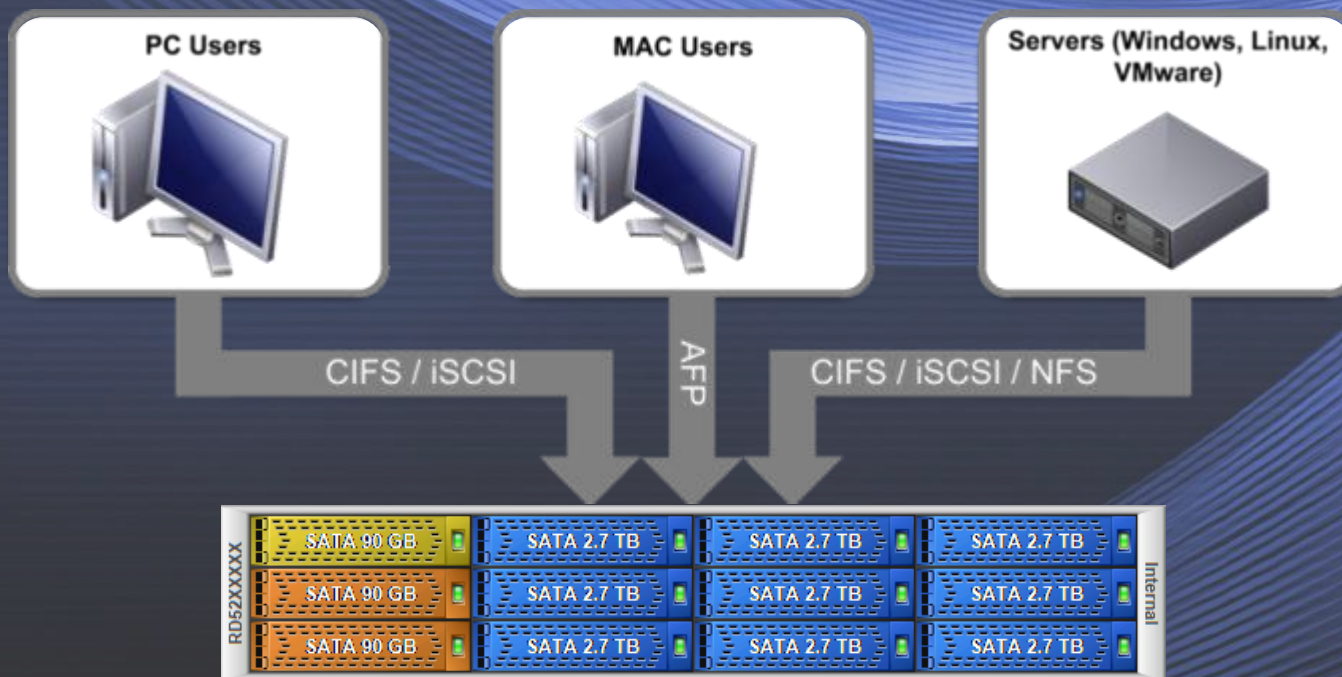 PC Users
MAC Users
Servers (Windows, Linux,
VMware)
CIFS / iSCSI
AFP
CIFS / iSCSI / NFS
RD52XXXX
SATA 90 GB
SATA 2.7 TB
SATA 2.7 TB
SATA 2.7 TB
SATA 90 GB
SATA 2.7 TB
SATA 2.7 TB
SATA 2.7 TB
SATA 90 GB
SATA 2.7 TB
SATA 2.7 TB
SATA 2.7 TB
Internal